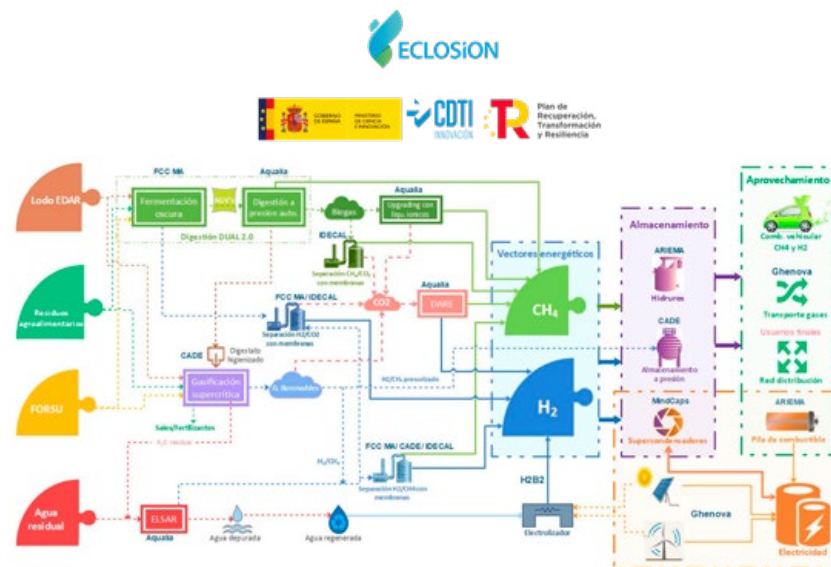 ECLOSIÓN
GOBIERNO
DE ESPAÑA
MINISTERIO
DE CIENCIA
E INNOVACIÓN
CDTI
INNOVACIÓN
Plan de
Recuperación,
Transformación
y Resiliencia
FCC MA
Aqualia
Lodo EDAR
Fermentación
oscura
AGV's
Digestión a
presión auto.
Digestión DUAL 2.0
Biogas
Aqualia
Upgrading con
líqu. iónicos
IDECAL
Separación CH4/CO2
con membranas
Residuos
agroalimentarios
FCC MA/IDECAL
Separación H2/CO2
con membranas
CO2
Aqualia
DARE
Vectores energéticos
CH4
H2
CADE
Digestato
higienizado
Gasificación
supercrítica
G. Renovables
H2/CH4 presurizado
FORSU
Sales/Fertilizantes
H2O residual
H2/CH4
FCC MA/CADE/IDECAL
Separación H2/CH4 con
membranas
Agua
residual
ELSAR
Aqualia
Agua depurada
Agua regenerada
H2B2
Electrolizador
Almacenamiento
ARIEMA
Hidruros
CADE
Almacenamiento
a presión
MindCaps
Supercondensadores
Aprovechamiento
Comb. vehicular
CH4 y H2
Ghenova
Transporte gases
Usuarios finales
Red distribución
ARIEMA
Pila de combustible
Ghenova
Electricidad